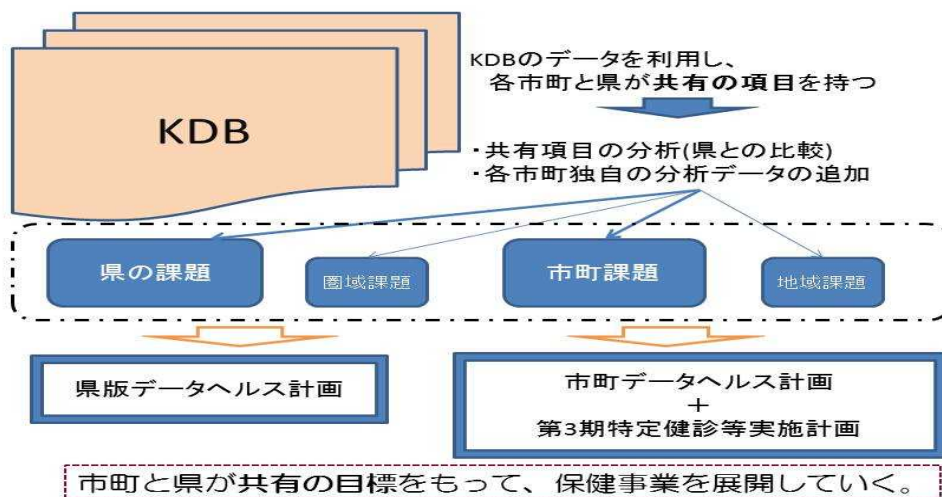 KDB
KDBのデータを利用し、
各市町と県が共有の項目を持つ
・共有項目の分析(県との比較)
・各市町独自の分析データの追加
県の課題
圏域課題
市町課題
地域課題
県版データヘルス計画
市町データヘルス計画
+
第3期特定健診等実施計画
市町と県が共有の目標をもって、保健事業を展開していく。